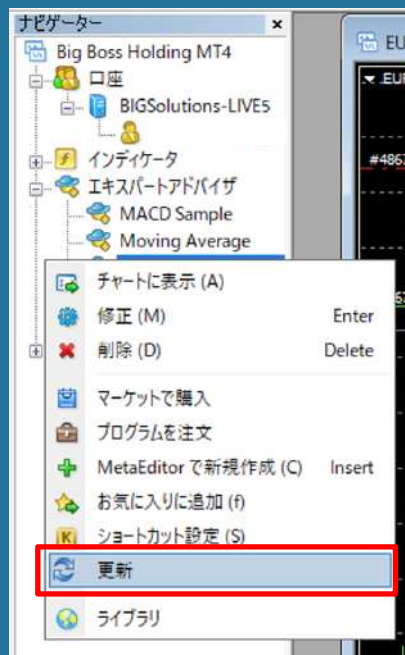 ナビゲーター
Big Boss Holding MT4
口座
BIGSolutions-LIVE5
インディケータ
エキスパートアドバイザ
MACD Sample
Moving Average
チャートに表示 (A)
修正 (M) Enter
削除 (D) Delete
マーケットで購入
プログラムを注文
MetaEditor で新規作成 (C) Insert
お気に入りに追加 (f)
ショートカット設定 (S)
更新
ライブラリ
EU
EUR
#4867